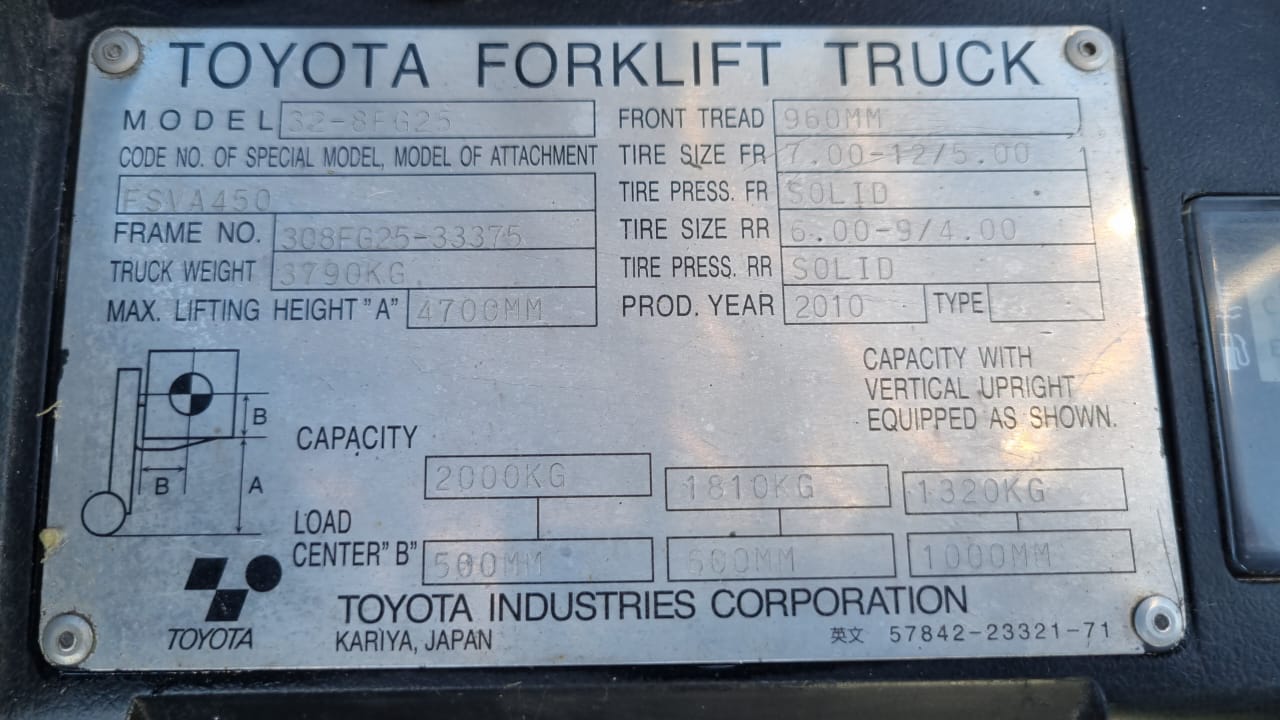 TOYOTA FORKLIFT TRUCK
MODEL 32-8FG25
CODE NO. OF SPECIAL MODEL, MODEL OF ATTACHMENT
FSVA450
FRAME NO. 308FG25-33375
TRUCK WEIGHT 3790KG
MAX. LIFTING HEIGHT "A" 4700MM
FRONT TREAD 960MM
TIRE SIZE FR 7.00-12/5.00
TIRE PRESS. FR SOLID
TIRE SIZE RR 6.00-9/4.00
TIRE PRESS. RR SOLID
PROD. YEAR 2010 TYPE
CAPACITY WITH
VERTICAL UPRIGHT
EQUIPPED AS SHOWN.
B
B A
CAPACITY 2000KG 1810KG 1320KG
LOAD
CENTER "B" 500MM 600MM 1000MM
TOYOTA
TOYOTA INDUSTRIES CORPORATION
KARIYA, JAPAN
英文 57842-23321-71